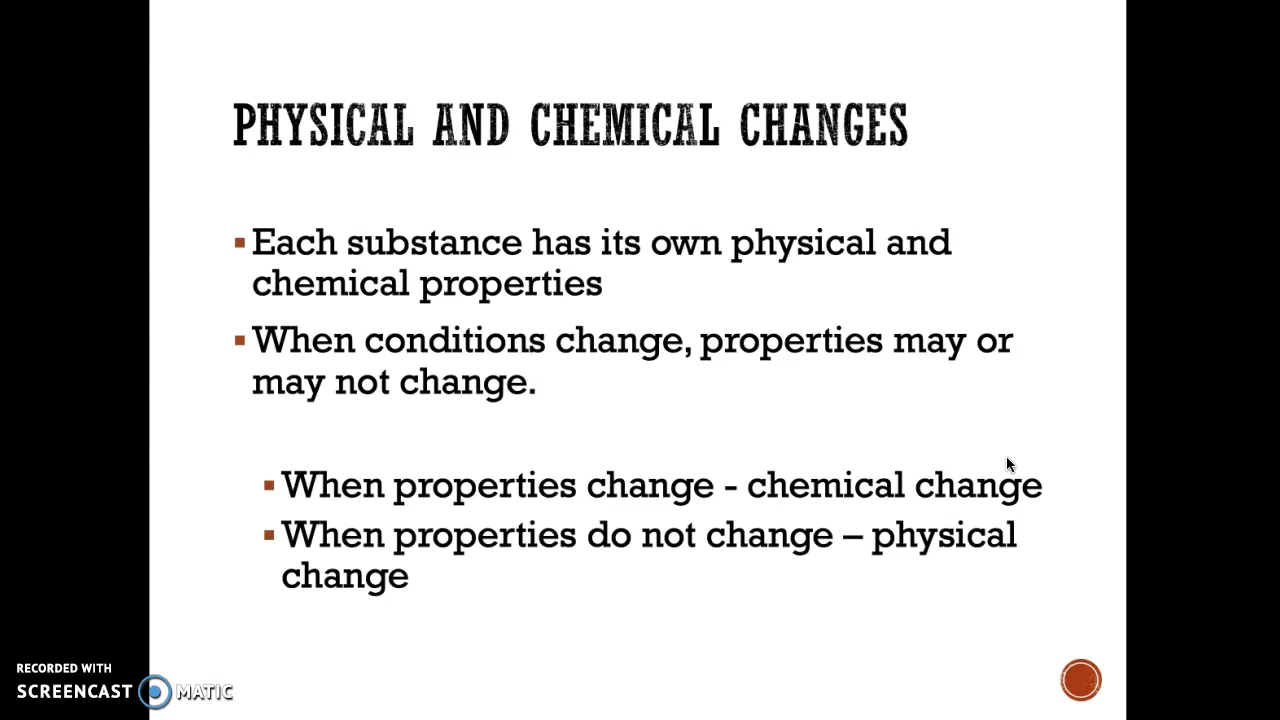 PHYSICAL AND CHEMICAL CHANGES
▪ Each substance has its own physical and
chemical properties
▪ When conditions change, properties may or
may not change.
▪ When properties change - chemical change
▪ When properties do not change – physical
change
RECORDED WITH
SCREENCAST MATIC